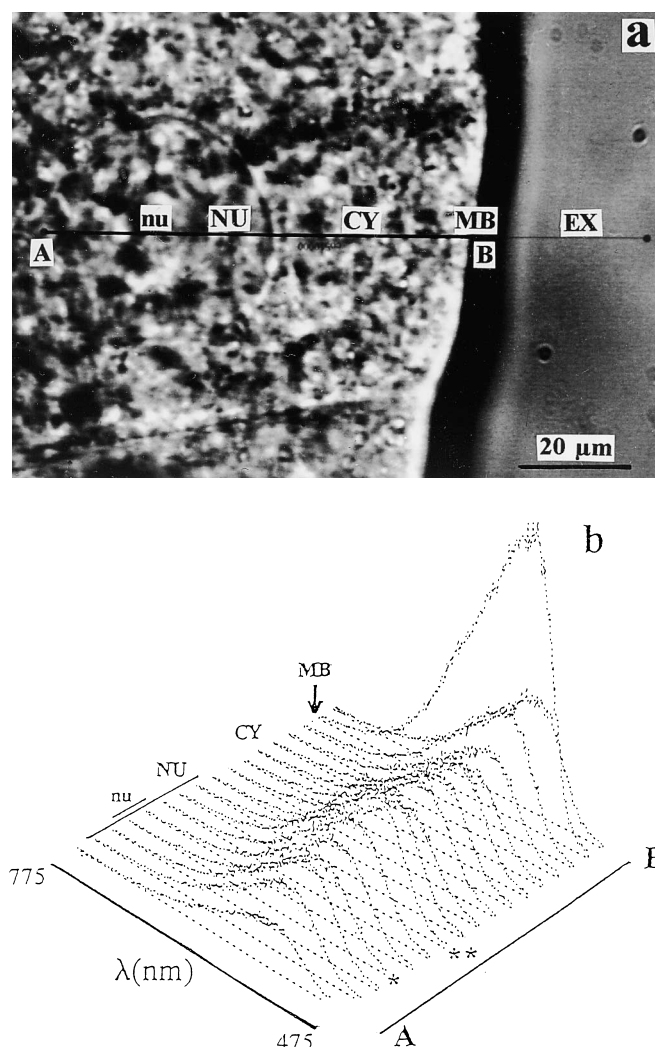 a
nu NU CY MB EX
A B
20 µm
b
MB
CY
NU
nu
775
λ(nm)
475
*
**
A
B